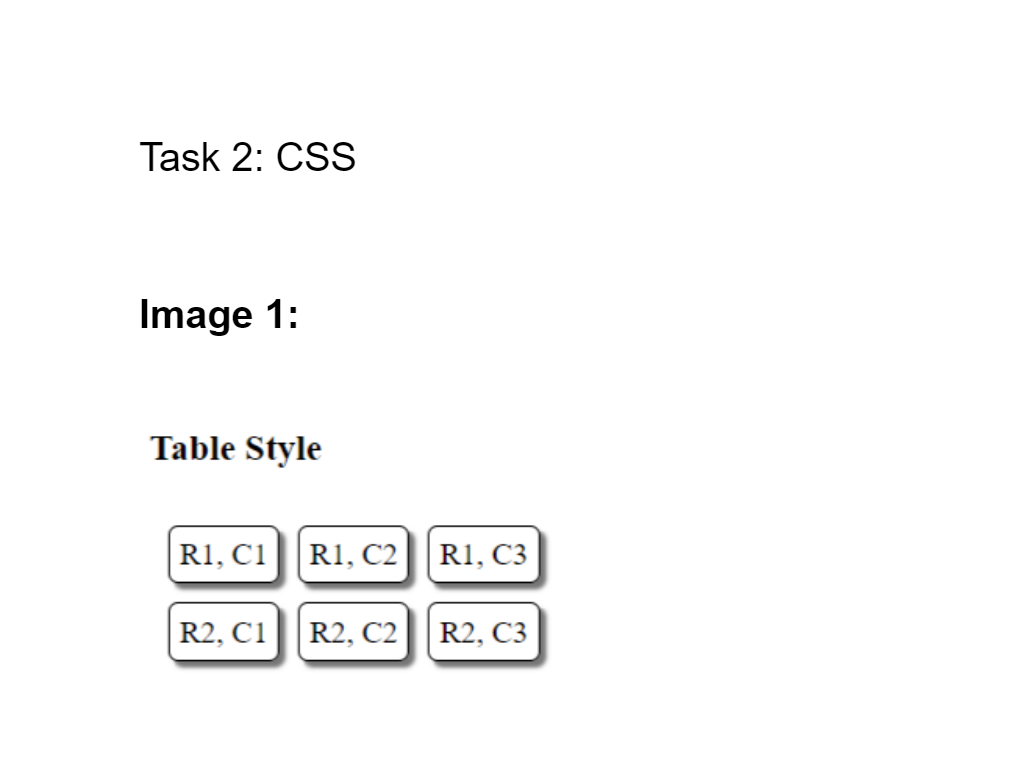 Task 2: CSS
Image 1:
Table Style
R1, C1 R1, C2 R1, C3
R2, C1 R2, C2 R2, C3